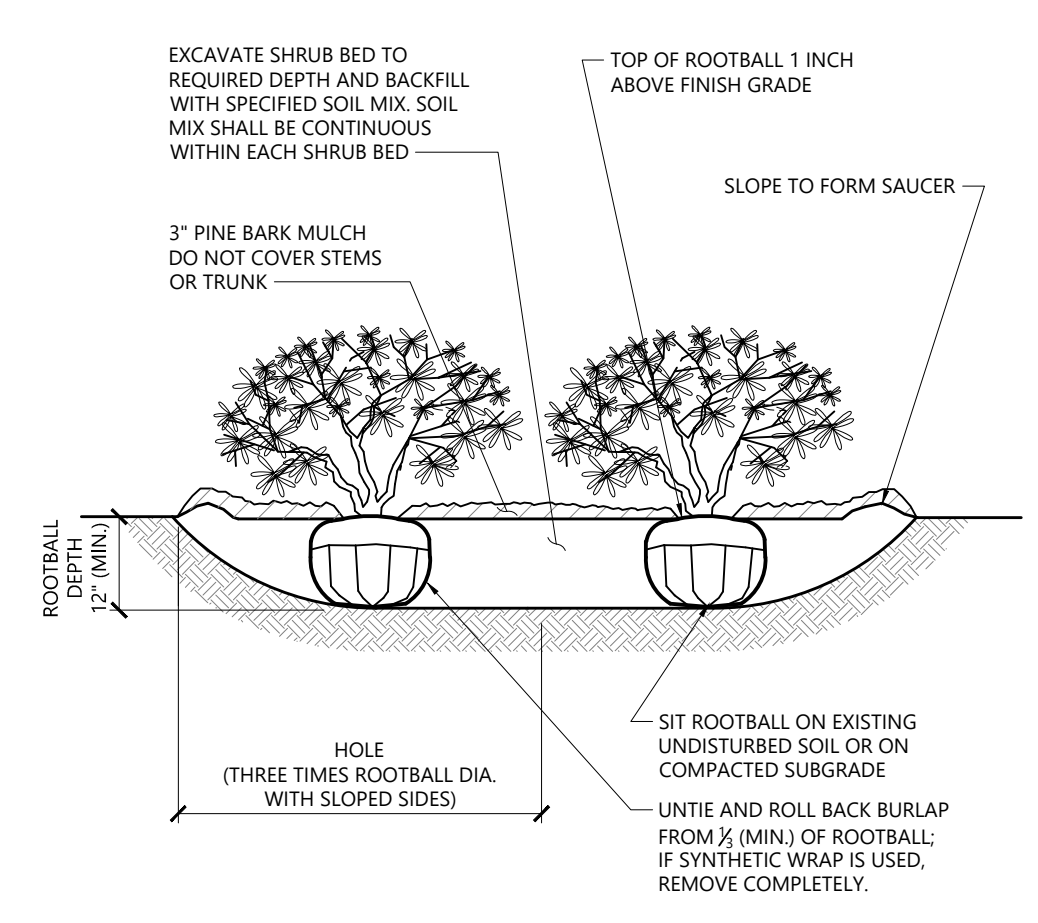 EXCAVATE SHRUB BED TO
REQUIRED DEPTH AND BACKFILL
WITH SPECIFIED SOIL MIX. SOIL
MIX SHALL BE CONTINUOUS
WITHIN EACH SHRUB BED
TOP OF ROOTBALL 1 INCH
ABOVE FINISH GRADE
SLOPE TO FORM SAUCER
3" PINE BARK MULCH
DO NOT COVER STEMS
OR TRUNK
ROOTBALL
DEPTH
12" (MIN.)
HOLE
(THREE TIMES ROOTBALL DIA.
WITH SLOPED SIDES)
SIT ROOTBALL ON EXISTING
UNDISTURBED SOIL OR ON
COMPACTED SUBGRADE
UNTIE AND ROLL BACK BURLAP
FROM 1/3 (MIN.) OF ROOTBALL;
IF SYNTHETIC WRAP IS USED,
REMOVE COMPLETELY.